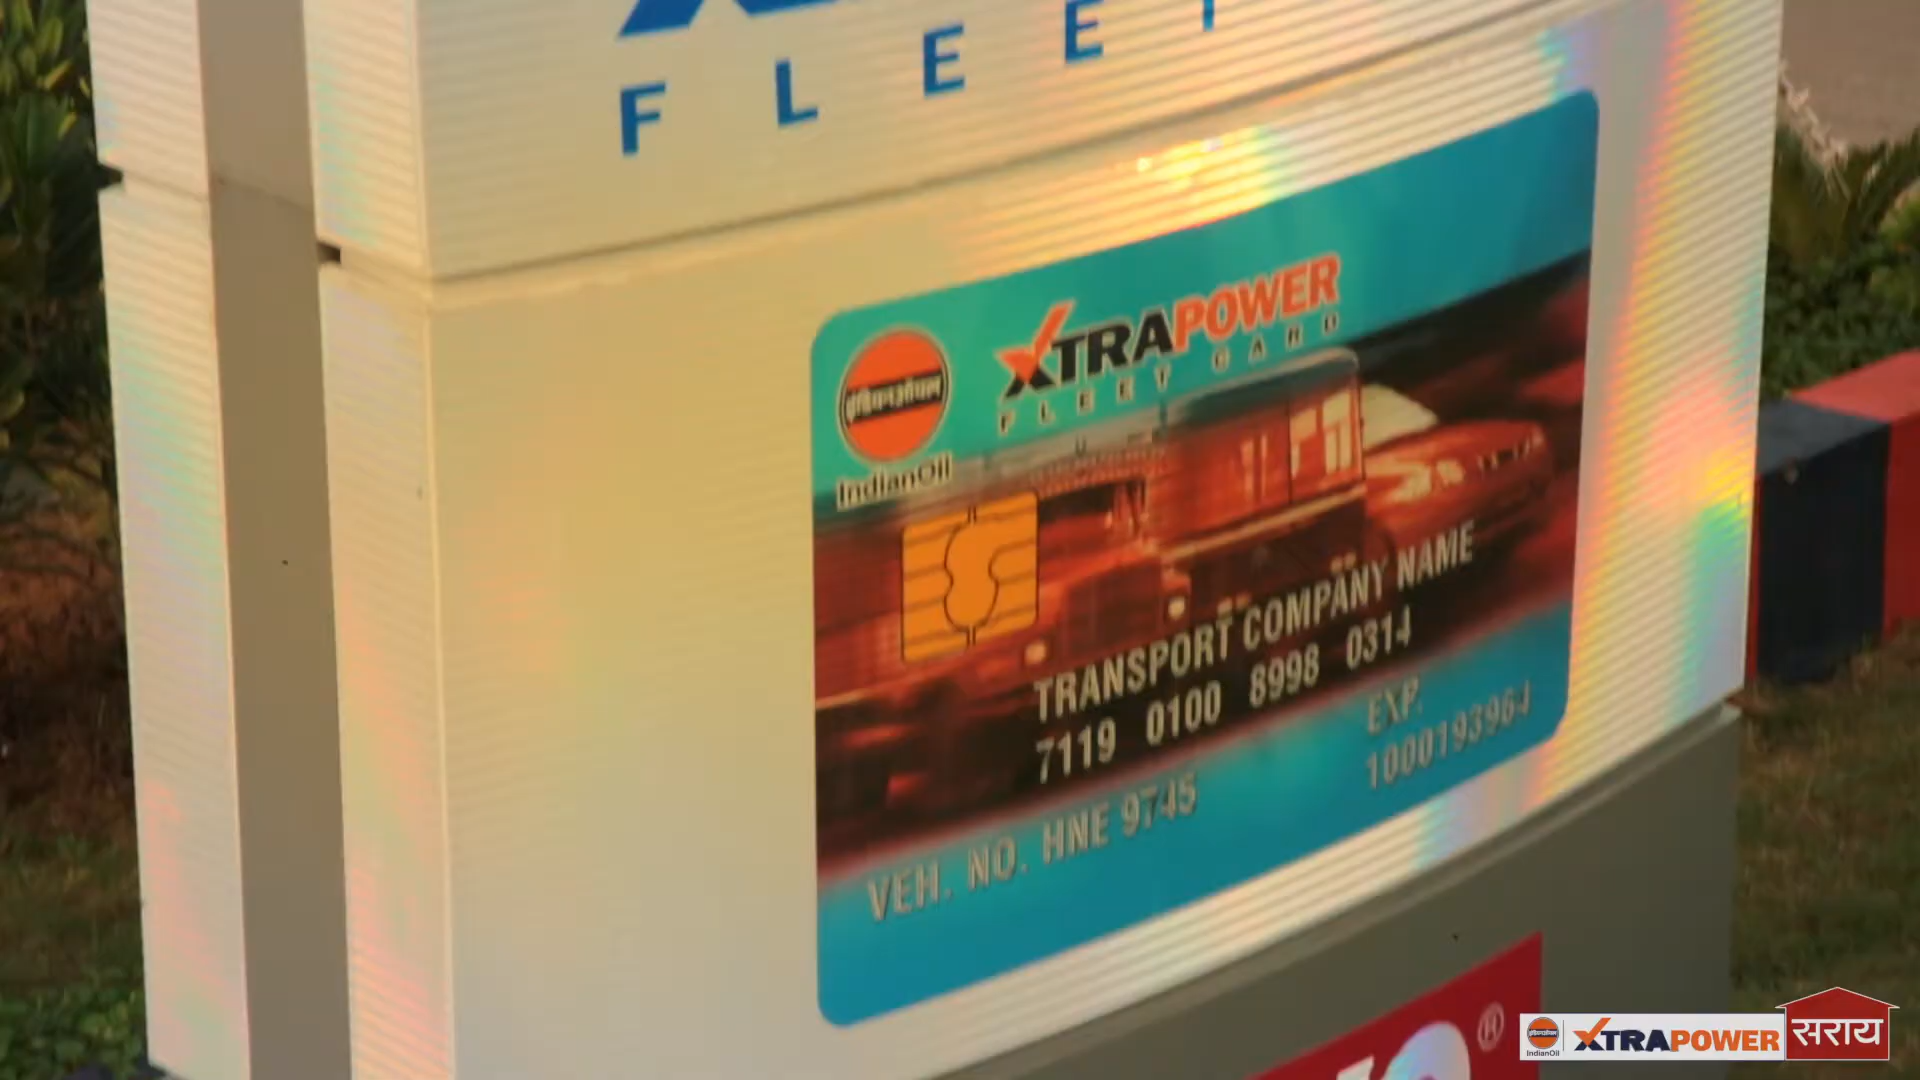 FLEET
इंडियनऑयल
IndianOil
XTRAPOWER
FLEET CARD
TRANSPORT COMPANY NAME
7119 0100 8998 0314
EXP.
1000193964
VEH. NO. HNE 9745
®
इंडियनऑयल
IndianOil
XTRAPOWER
सराय